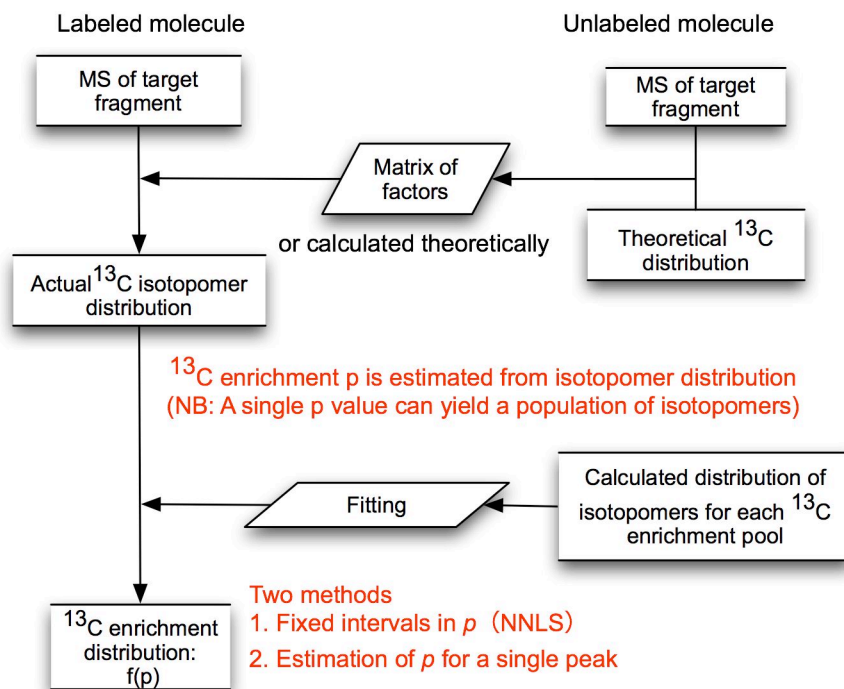 Labeled molecule
Unlabeled molecule
MS of target
fragment
MS of target
fragment
Matrix of
factors
or calculated theoretically
Theoretical 13C
distribution
Actual 13C isotopomer
distribution
13C enrichment p is estimated from isotopomer distribution
(NB: A single p value can yield a population of isotopomers)
Calculated distribution of
isotopomers for each 13C
enrichment pool
Fitting
13C enrichment
distribution:
f(p)
Two methods
1. Fixed intervals in p（NNLS）
2. Estimation of p for a single peak